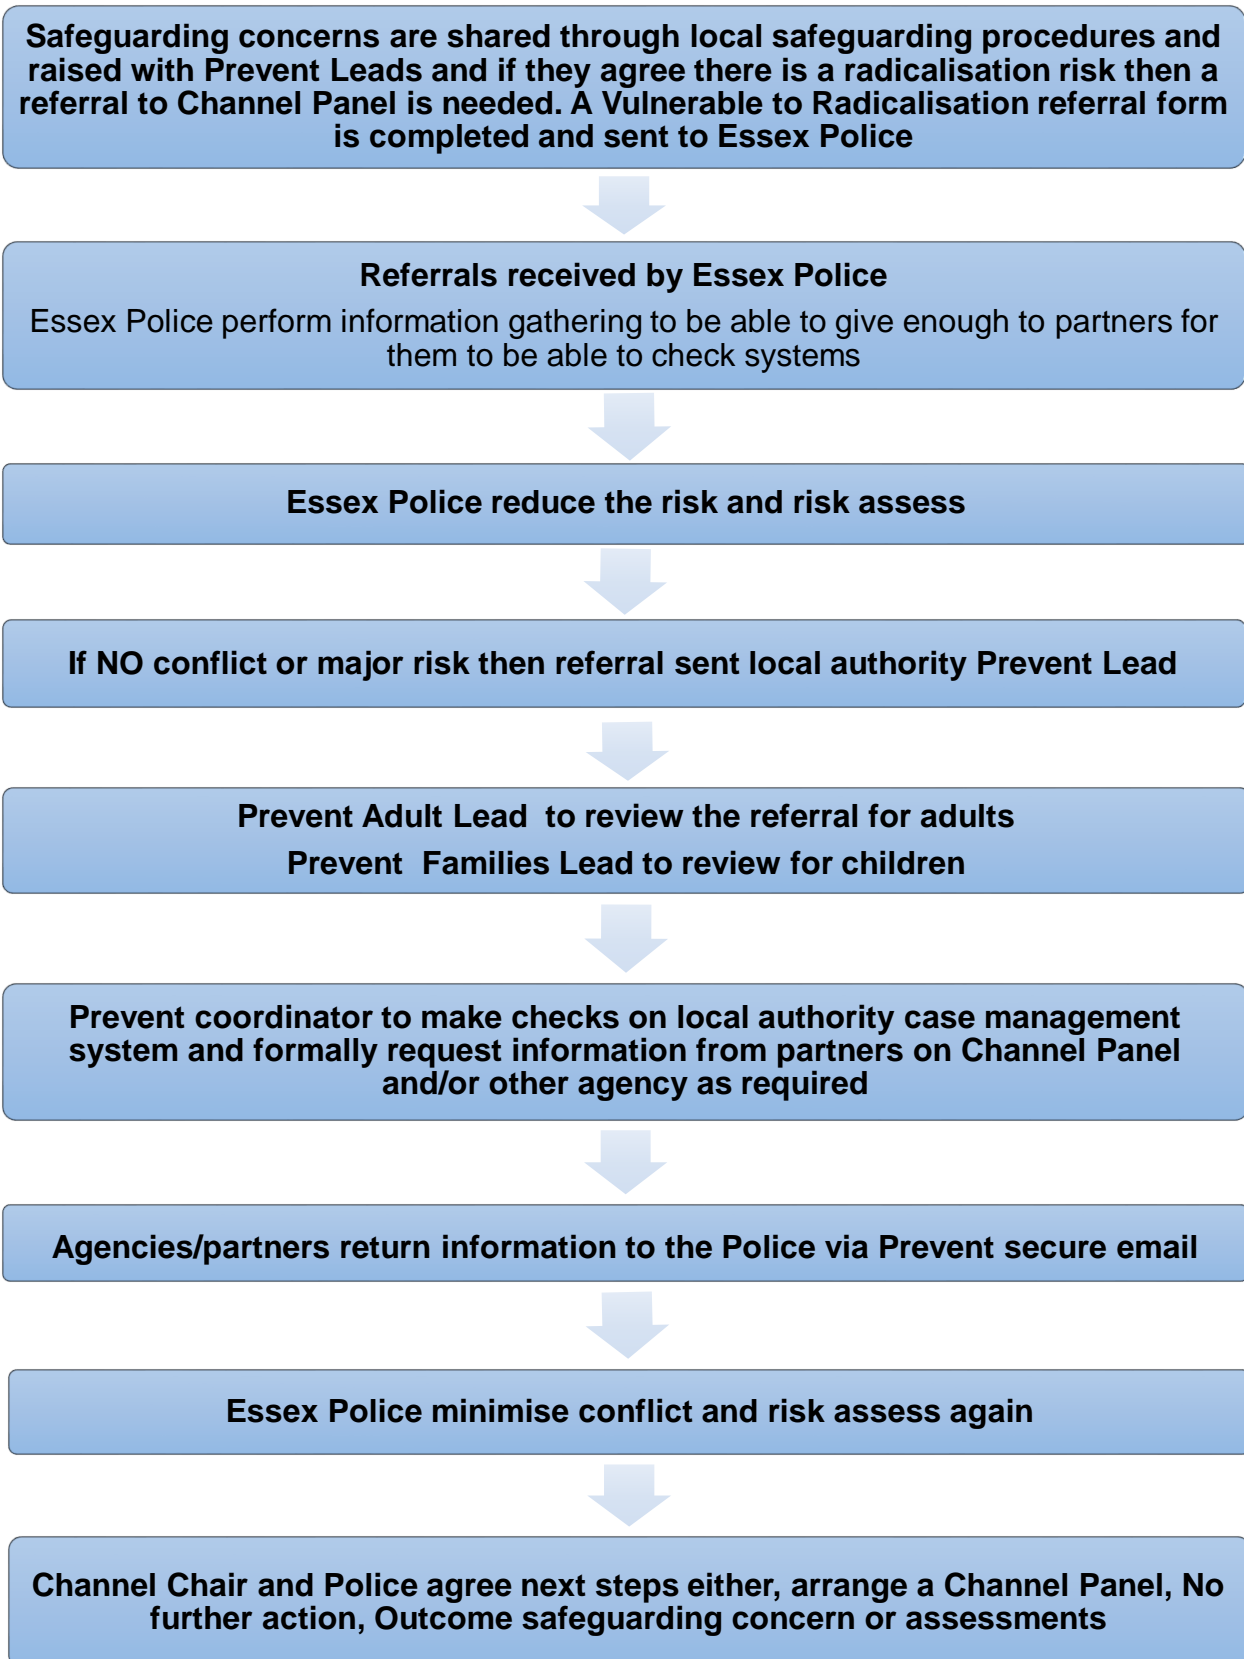 Safeguarding concerns are shared through local safeguarding procedures and
raised with Prevent Leads and if they agree there is a radicalisation risk then a
referral to Channel Panel is needed. A Vulnerable to Radicalisation referral form
is completed and sent to Essex Police
Referrals received by Essex Police
Essex Police perform information gathering to be able to give enough to partners for
them to be able to check systems
Essex Police reduce the risk and risk assess
If NO conflict or major risk then referral sent local authority Prevent Lead
Prevent Adult Lead to review the referral for adults
Prevent Families Lead to review for children
Prevent coordinator to make checks on local authority case management
system and formally request information from partners on Channel Panel
and/or other agency as required
Agencies/partners return information to the Police via Prevent secure email
Essex Police minimise conflict and risk assess again
Channel Chair and Police agree next steps either, arrange a Channel Panel, No
further action, Outcome safeguarding concern or assessments